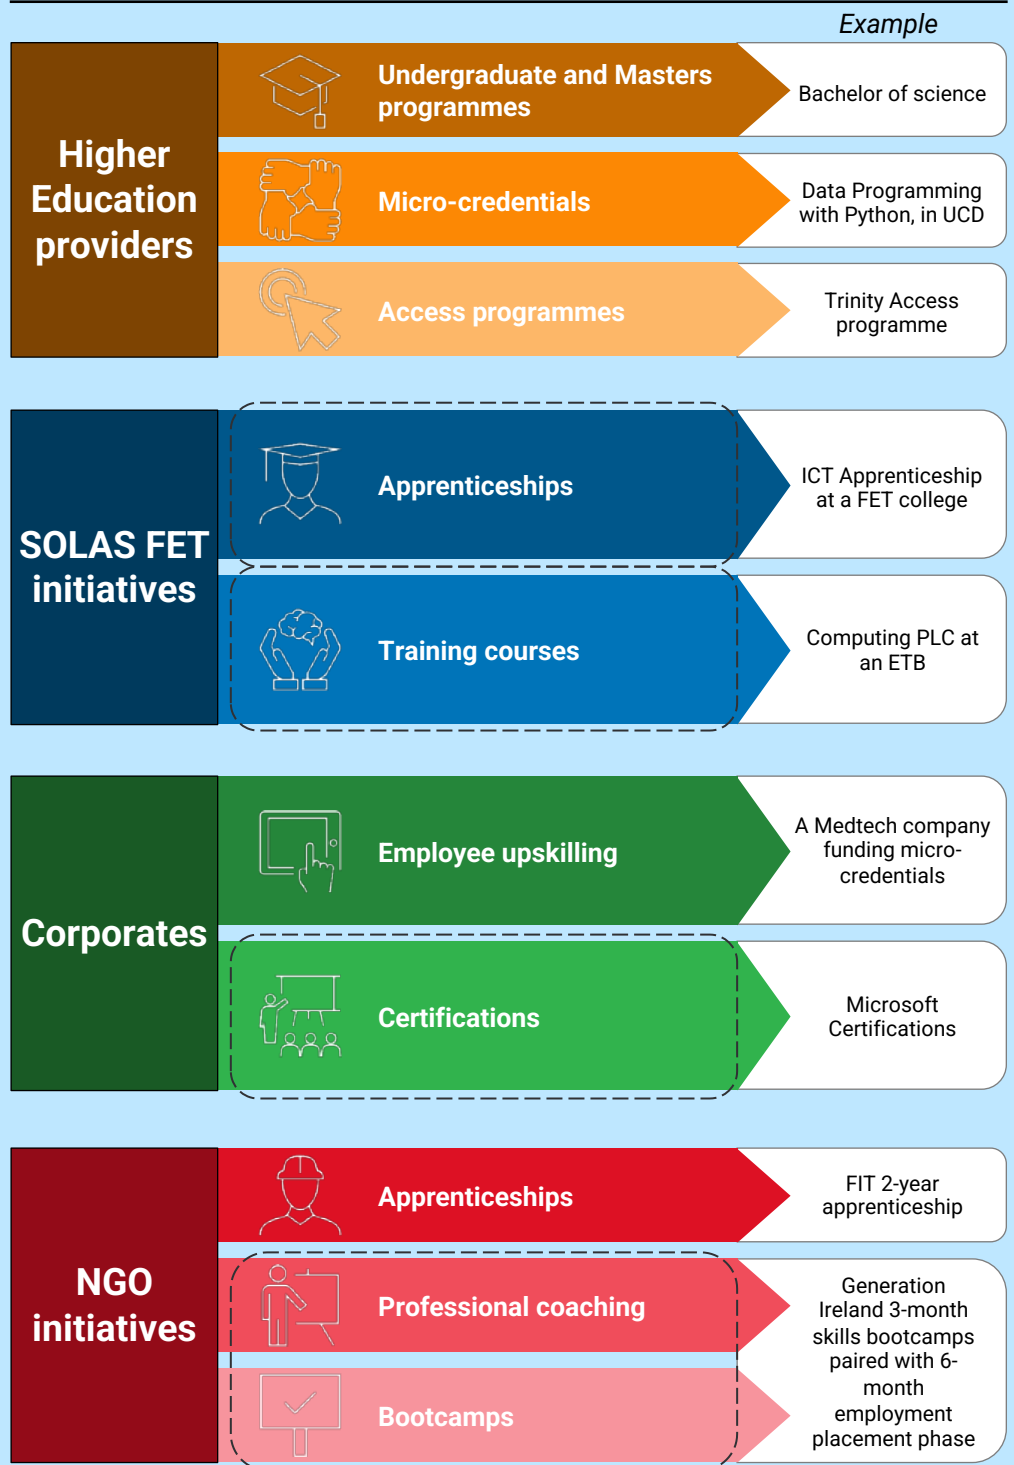 Example
Higher
Education
providers
Undergraduate and Masters
programmes
Bachelor of science
Micro-credentials
Data Programming
with Python, in UCD
Access programmes
Trinity Access
programme
SOLAS FET
initiatives
Apprenticeships
ICT Apprenticeship
at a FET college
Training courses
Computing PLC at
an ETB
Corporates
Employee upskilling
A Medtech company
funding micro-
credentials
Certifications
Microsoft
Certifications
NGO
initiatives
Apprenticeships
FIT 2-year
apprenticeship
Professional coaching
Bootcamps
Generation
Ireland 3-month
skills bootcamps
paired with 6-
month
employment
placement phase